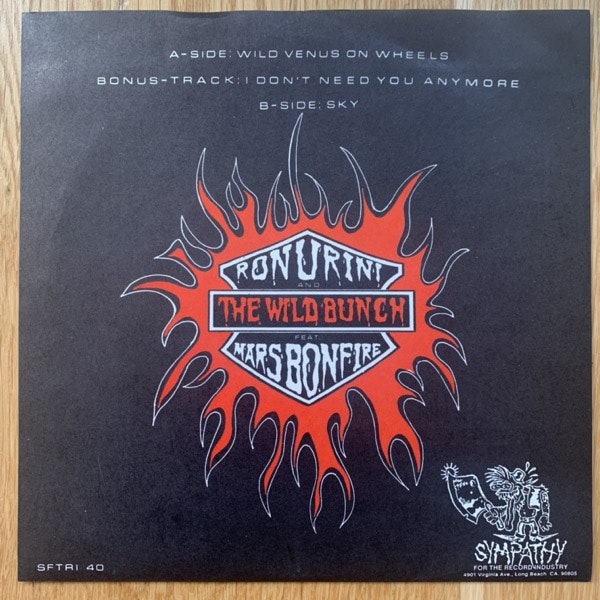 A-SIDE: WILD VENUS ON WHEELS
BONUS-TRACK: I DON'T NEED YOU ANYMORE
B-SIDE: SKY
RON URINI
AND
THE WILD BUNCH
FEAT.
MARS BONFIRE
SYMPATHY
FOR THE RECORD INDUSTRY
4901 Virginia Ave., Long Beach CA. 90805
SFTRI 40